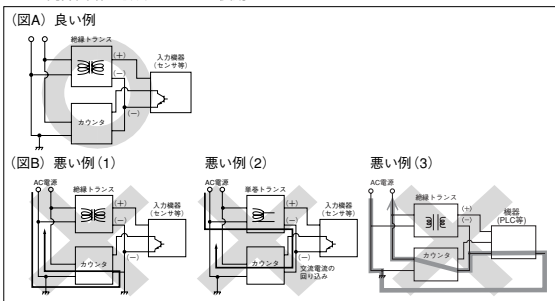 (図A) 良い例
絶縁トランス
(+)
入力機器
(センサ等)
(−)
(−)
カウンタ
(図B) 悪い例(1)
AC電源
絶縁トランス
(+)
入力機器
(センサ等)
(−)
(−)
カウンタ
悪い例(2)
AC電源
単巻トランス
(+)
入力機器
(センサ等)
(−)
(−)
カウンタ
交流電流の
回り込み
悪い例(3)
AC電源
絶縁トランス
(+)
(−)
機器
(PLC等)
カウンタ